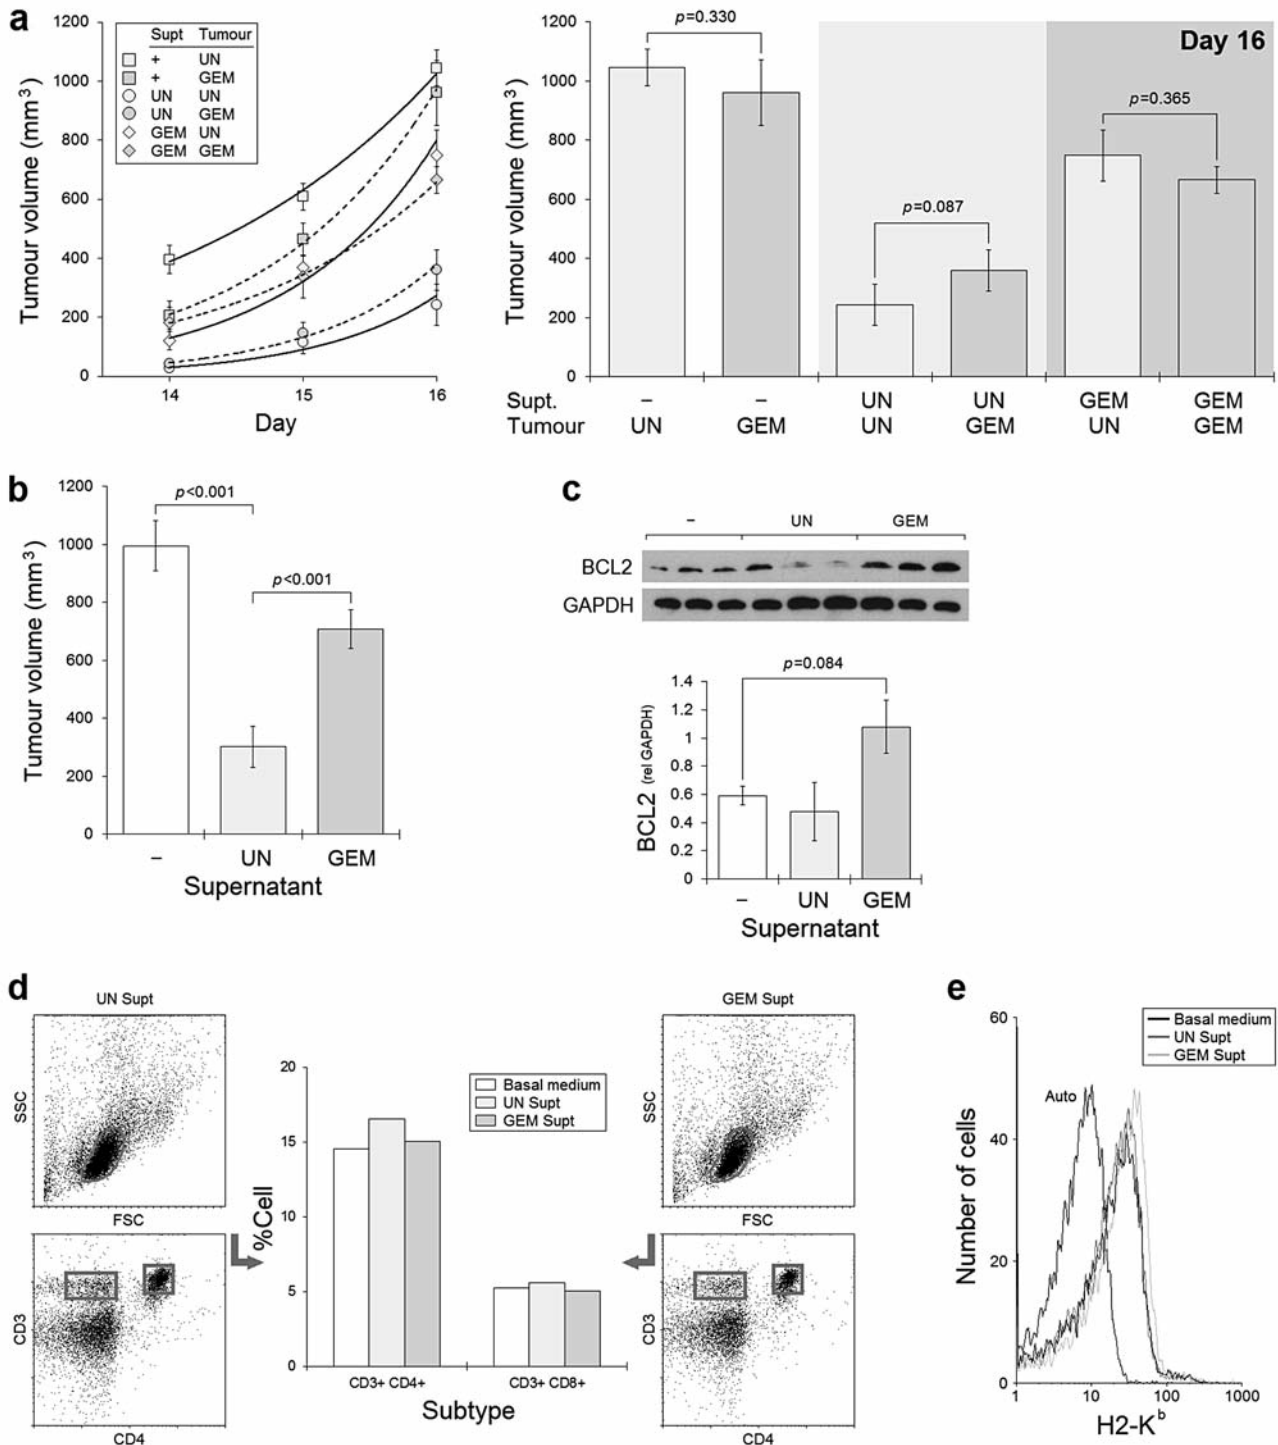 a
1200
1000
800
600
400
200
0
Tumour volume (mm³)
Supt Tumour
+ UN
+ GEM
UN UN
UN GEM
GEM UN
GEM GEM
14 15 16
Day
1200
1000
800
600
400
200
0
Tumour volume (mm³)
Day 16
p=0.330
p=0.087
p=0.365
Supt. – – UN UN GEM GEM
Tumour UN GEM UN GEM UN GEM
b
1200
1000
800
600
400
200
0
Tumour volume (mm³)
p<0.001
p<0.001
– UN GEM
Supernatant
c
– UN GEM
BCL2
GAPDH
p=0.084
1.4
1.2
1
0.8
0.6
0.4
0.2
0
BCL2 (rel GAPDH)
– UN GEM
Supernatant
d
UN Supt
SSC
FSC
CD3
CD4
20
15
10
5
0
%Cell
Basal medium
UN Supt
GEM Supt
CD3+ CD4+ CD3+ CD8+
Subtype
GEM Supt
SSC
FSC
CD3
CD4
e
60
40
20
0
Number of cells
Basal medium
UN Supt
GEM Supt
Auto
1 10 100 1000
H2-Kᵇ